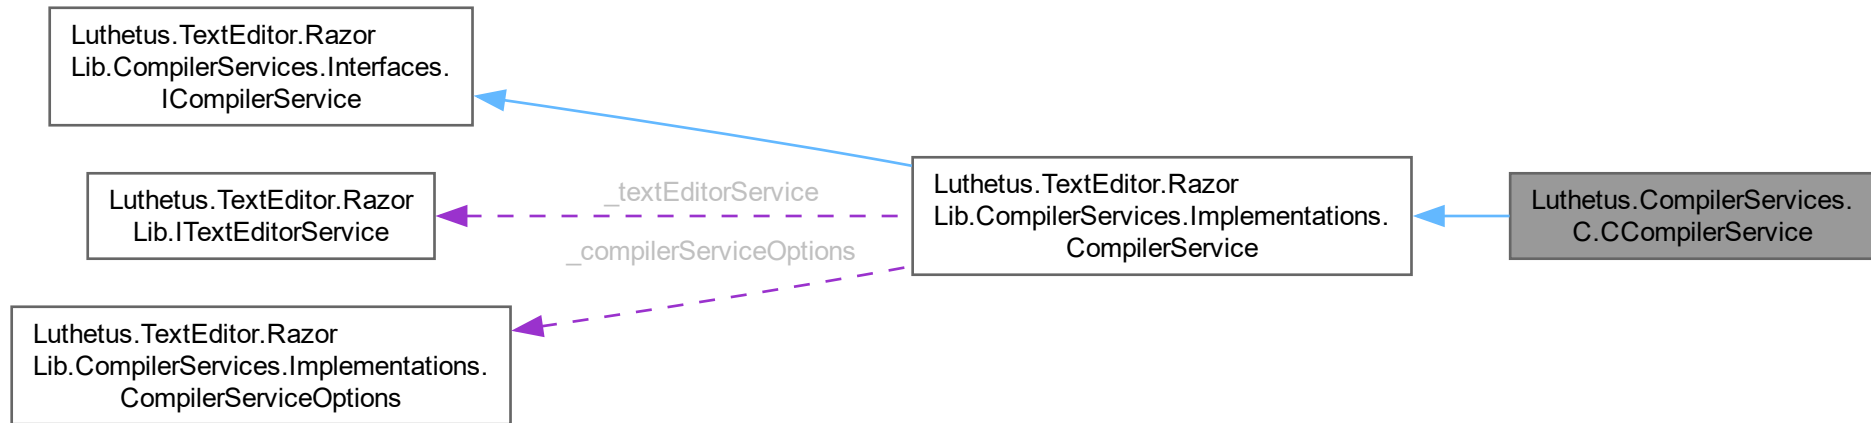 Luthetus.TextEditor.Razor
Lib.CompilerServices.Interfaces.
ICompilerService
Luthetus.TextEditor.Razor
Lib.ITextEditorService
Luthetus.TextEditor.Razor
Lib.CompilerServices.Implementations.
CompilerServiceOptions
_textEditorService
_compilerServiceOptions
Luthetus.TextEditor.Razor
Lib.CompilerServices.Implementations.
CompilerService
Luthetus.CompilerServices.
C.CCompilerService